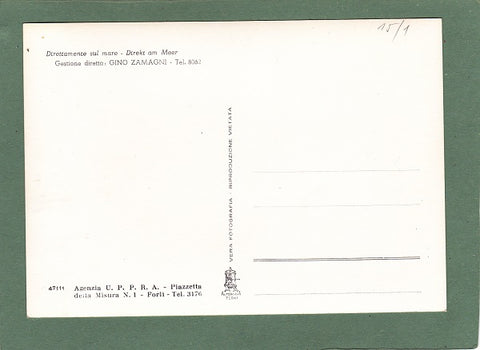 15/1
Direttamente sul mare - Direkt am Meer
Gestione diretta: GINO ZAMAGNI - Tel. 8062
VERA FOTOGRAFIA - RIPRODUZIONE VIETATA
47111 Agenzia U. P. P. R. A. - Piazzetta
della Misura N. 1 - Forlì - Tel. 3176